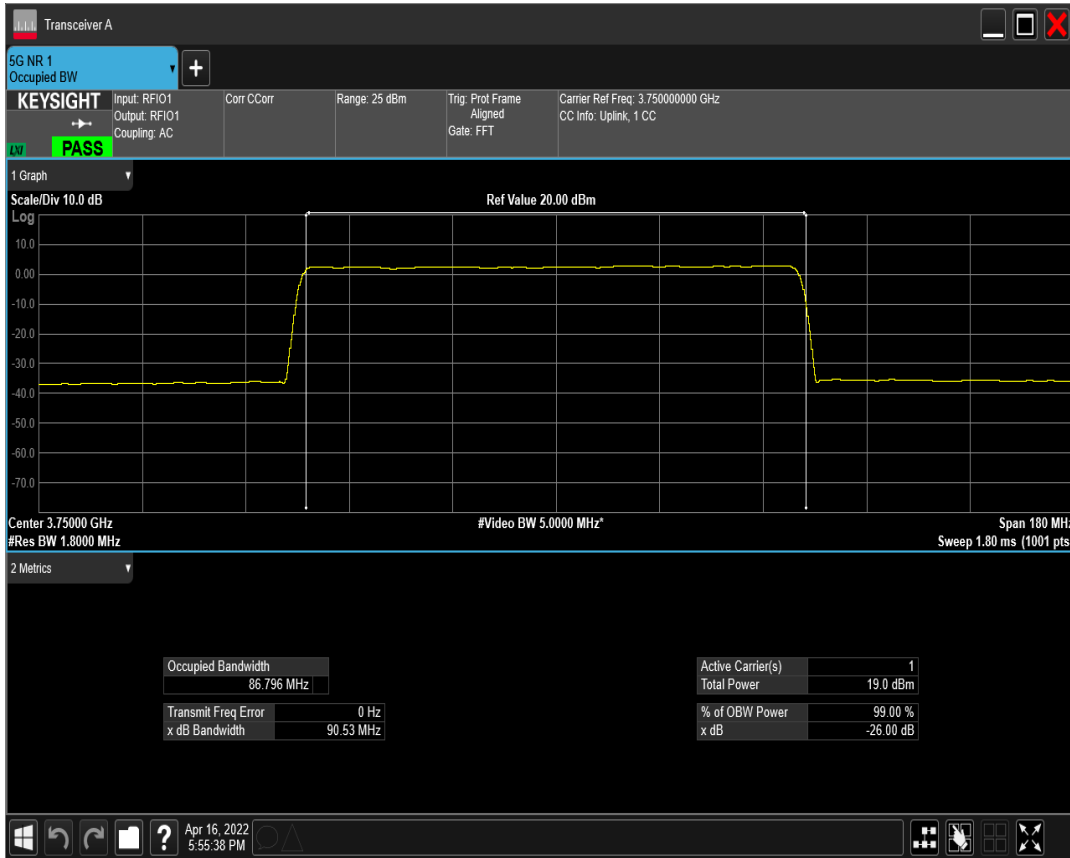 Transceiver A
5G NR 1
Occupied BW
+
KEYSIGHT
LXI
PASS
Input: RFIO1
Output: RFIO1
Coupling: AC
Corr CCorr
Range: 25 dBm
Trig: Prot Frame
Aligned
Gate: FFT
Carrier Ref Freq: 3.750000000 GHz
CC Info: Uplink, 1 CC
1 Graph
Scale/Div 10.0 dB
Ref Value 20.00 dBm
Log
10.0
0.00
-10.0
-20.0
-30.0
-40.0
-50.0
-60.0
-70.0
Center 3.75000 GHz
#Video BW 5.0000 MHz*
Span 180 MHz
#Res BW 1.8000 MHz
Sweep 1.80 ms (1001 pts
2 Metrics
Occupied Bandwidth
86.796 MHz
Transmit Freq Error 0 Hz
x dB Bandwidth 90.53 MHz
Active Carrier(s) 1
Total Power 19.0 dBm
% of OBW Power 99.00 %
x dB -26.00 dB
?
Apr 16, 2022
5:55:38 PM